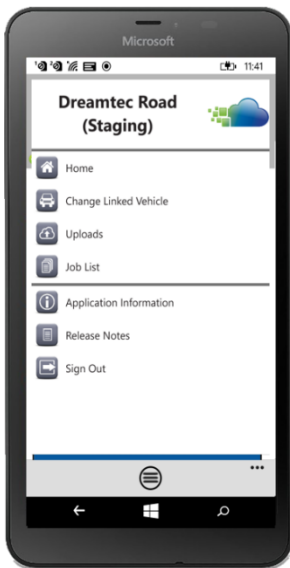 Microsoft
11:41
Dreamtec Road
(Staging)
Home
Change Linked Vehicle
Uploads
Job List
Application Information
Release Notes
Sign Out